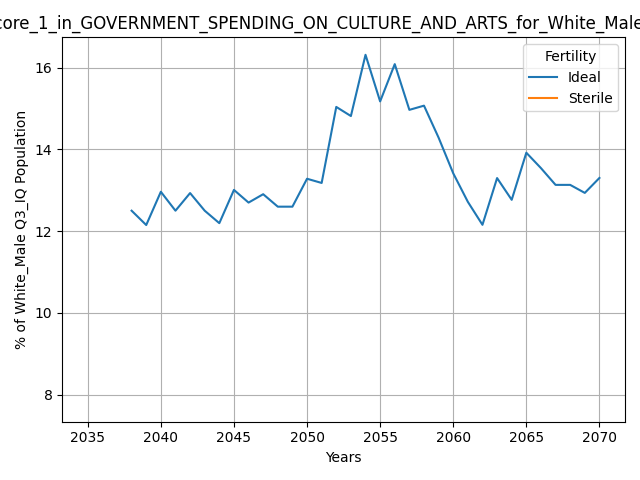 core_1_in_GOVERNMENT_SPENDING_ON_CULTURE_AND_ARTS_for_White_Male
Fertility
Ideal
Sterile
% of White_Male Q3_IQ Population
16
14
12
10
8
2035 2040 2045 2050 2055 2060 2065 2070
Years